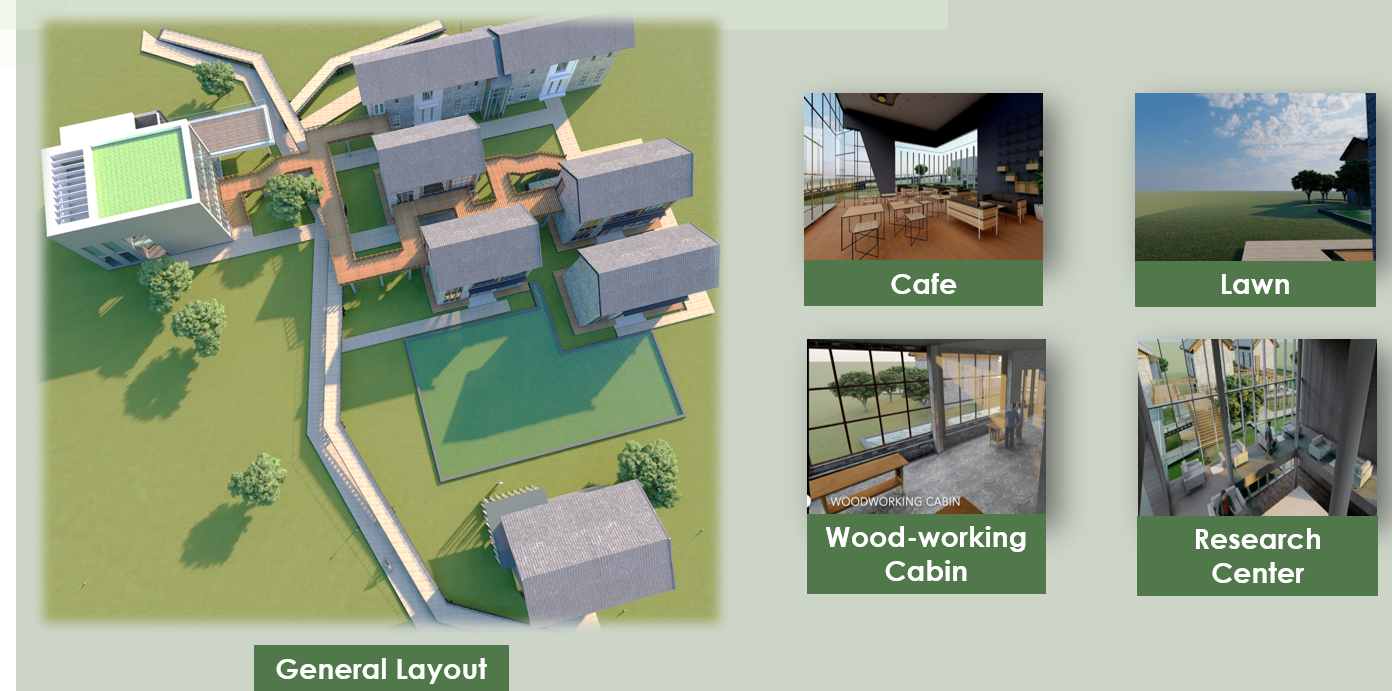 Cafe
Lawn
WOODWORKING CABIN
Wood-working
Cabin
Research
Center
General Layout